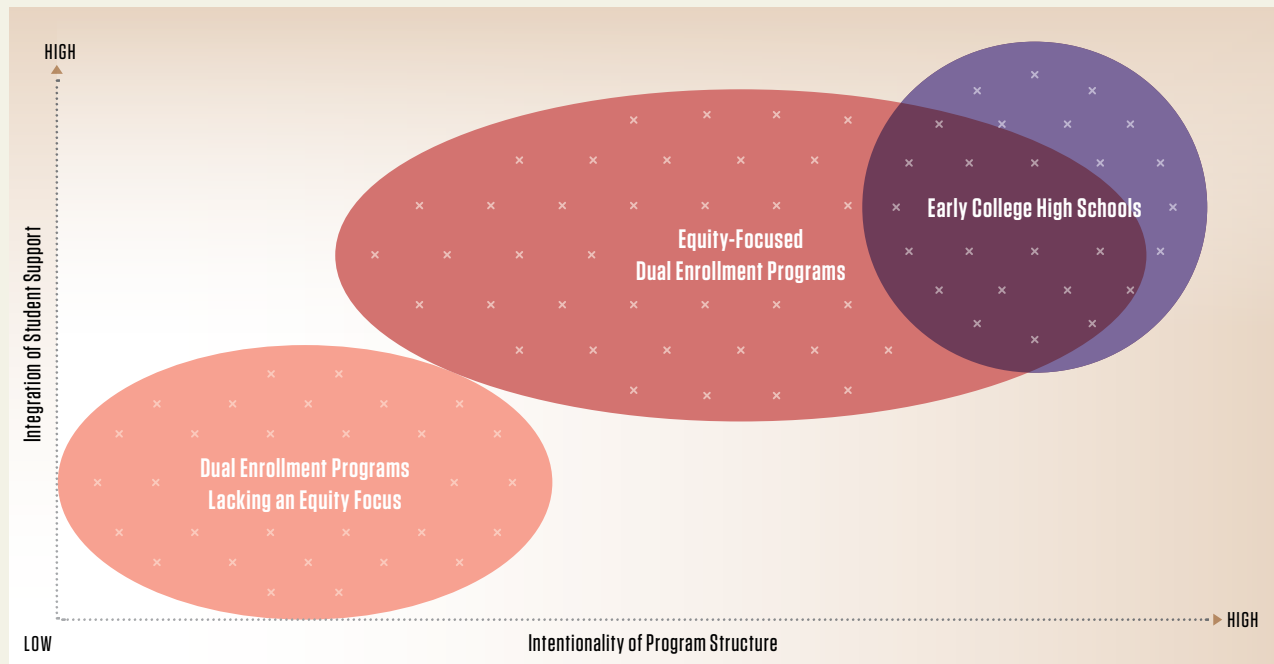 HIGH
Integration of Student Support
Early College High Schools
Equity-Focused
Dual Enrollment Programs
Dual Enrollment Programs
Lacking an Equity Focus
LOW
Intentionality of Program Structure
HIGH